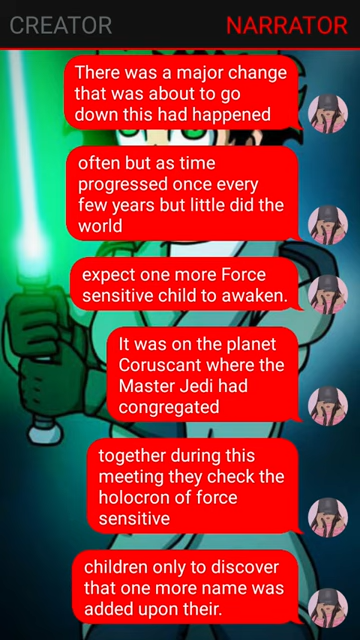 CREATOR NARRATOR
There was a major change
that was about to go
down this had happened
often but as time
progressed once every
few years but little did the
world
expect one more Force
sensitive child to awaken.
It was on the planet
Coruscant where the
Master Jedi had
congregated
together during this
meeting they check the
holocron of force
sensitive
children only to discover
that one more name was
added upon their.